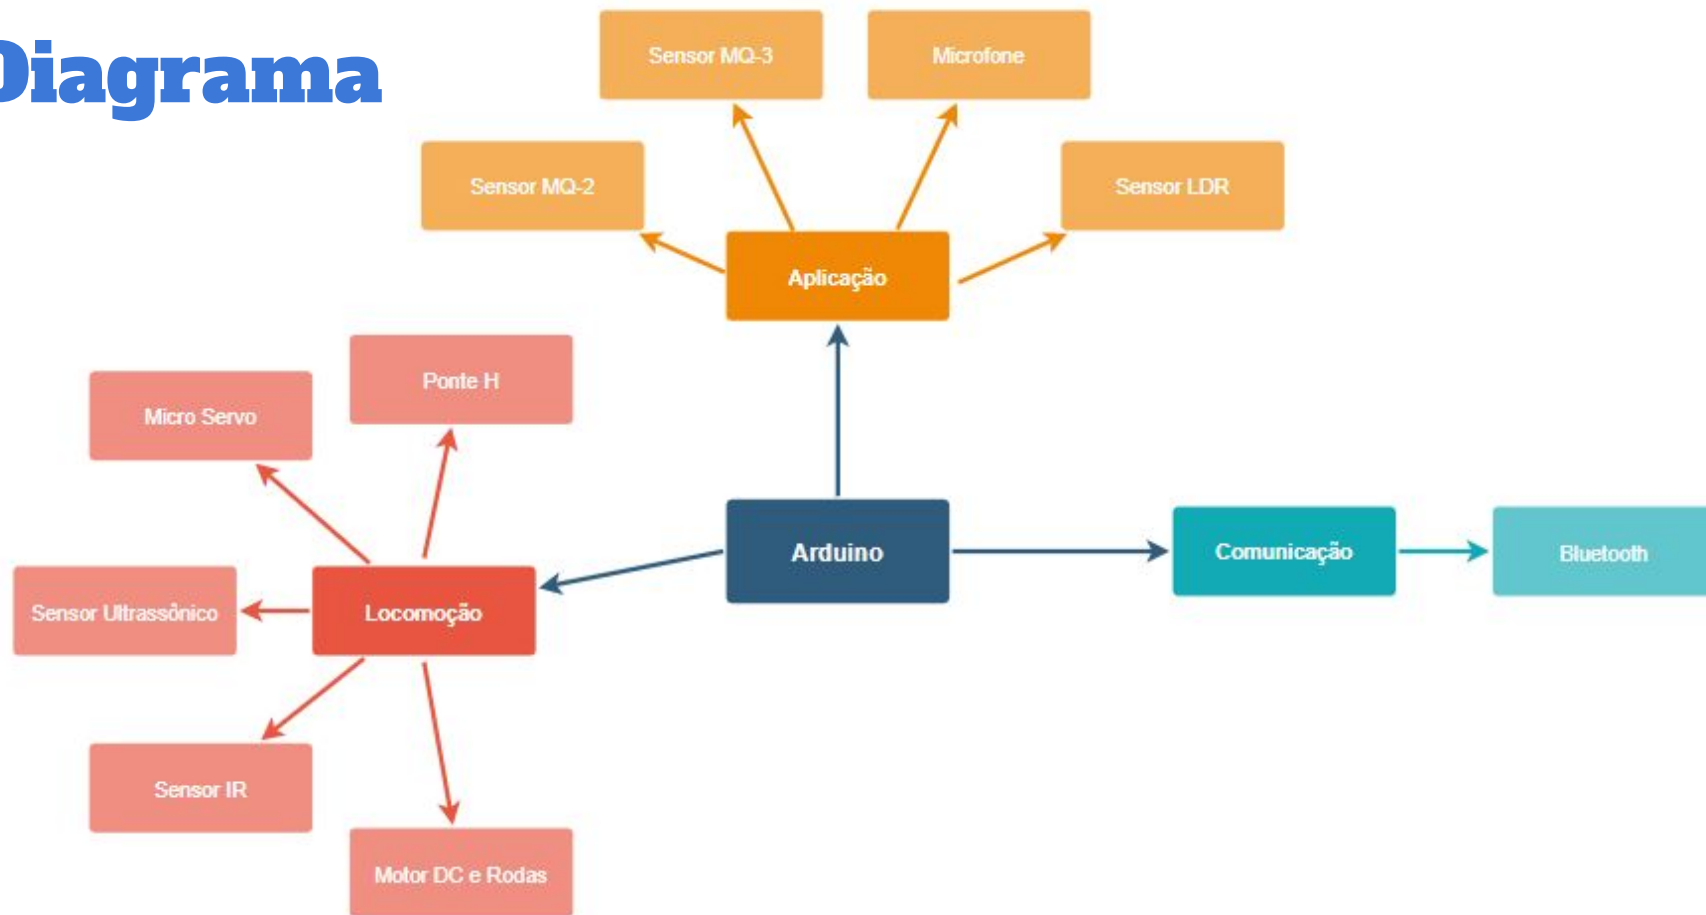 Diagrama
Sensor MQ-3
Microfone
Sensor MQ-2
Sensor LDR
Aplicação
Ponte H
Micro Servo
Arduino
Comunicação
Bluetooth
Sensor Ultrassônico
Locomoção
Sensor IR
Motor DC e Rodas